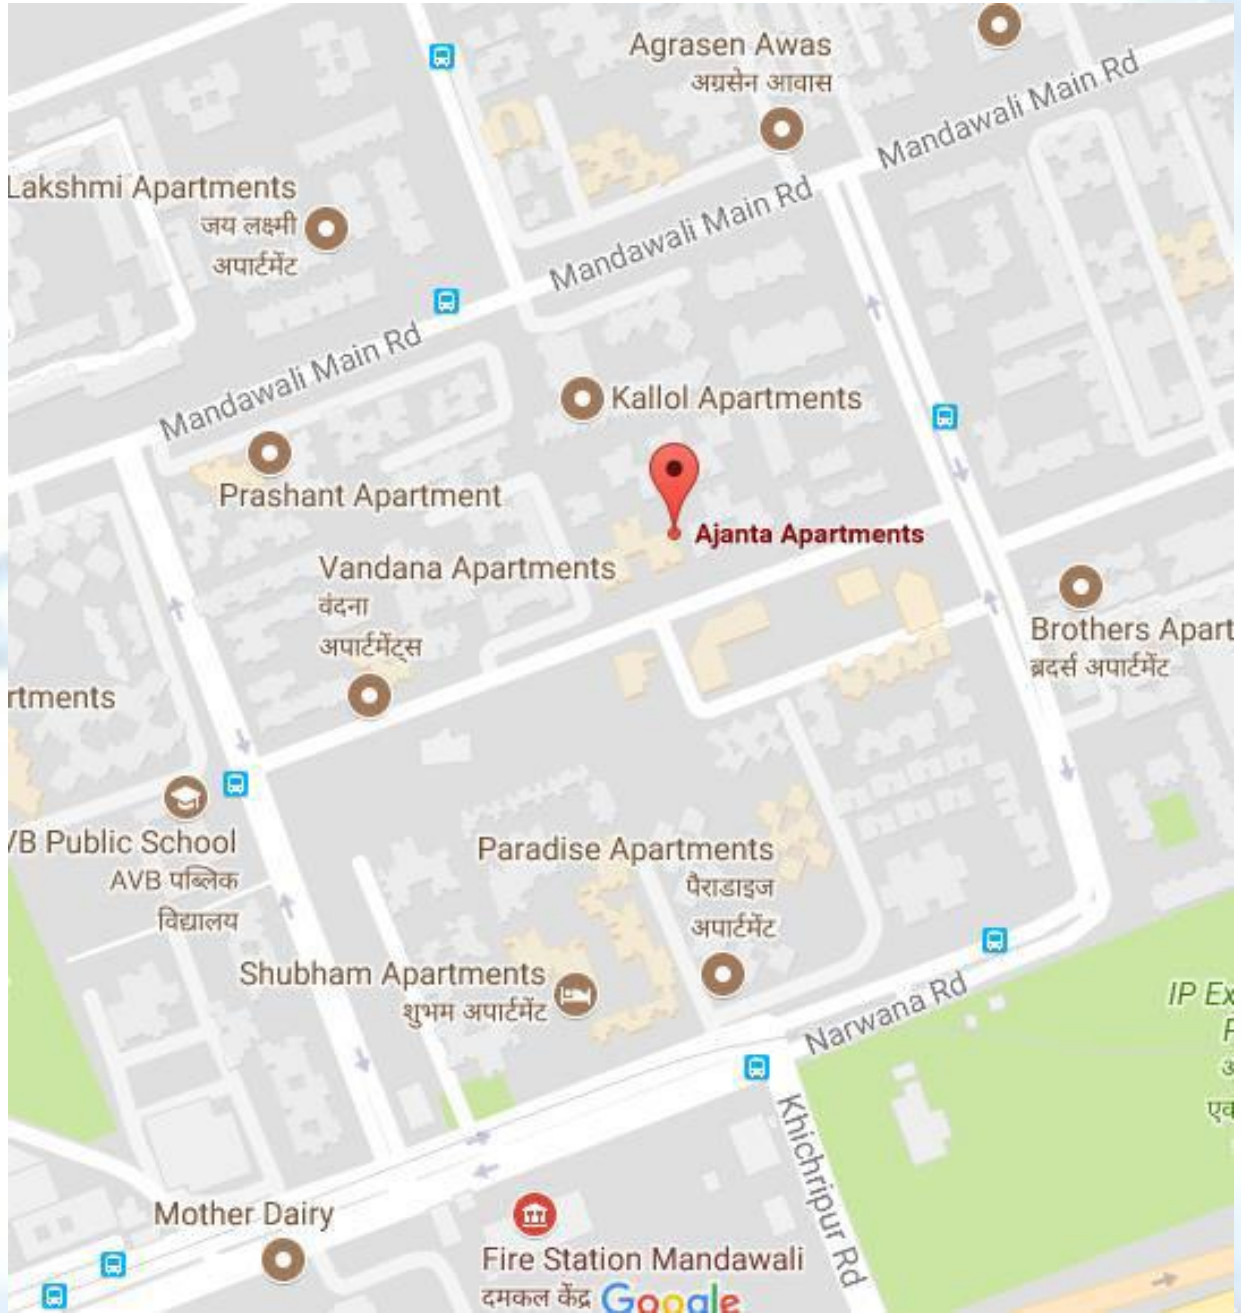 Agrasen Awas
अग्रसेन आवास
Mandawali Main Rd
Lakshmi Apartments
जय लक्ष्मी
अपार्टमेंट
Mandawali Main Rd
Mandawali Main Rd
Kallol Apartments
Prashant Apartment
Ajanta Apartments
Vandana Apartments
वंदना
अपार्टमेंट्स
Brothers Apart
ब्रदर्स अपार्टमेंट
rtments
VB Public School
AVB पब्लिक
विद्यालय
Paradise Apartments
पैराडाइज
अपार्टमेंट
Shubham Apartments
शुभम अपार्टमेंट
Narwana Rd
IP Ex
Khichripur Rd
Mother Dairy
Fire Station Mandawali
दमकल केंद्र
Google